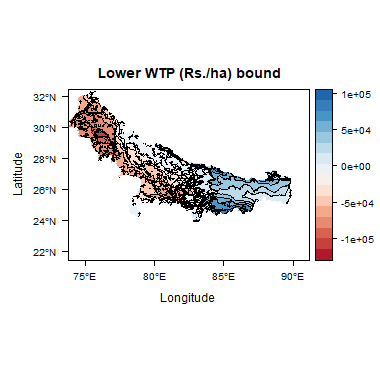 Lower WTP (Rs./ha) bound
32°N
30°N
28°N
26°N
24°N
22°N
Latitude
75°E
80°E
85°E
90°E
Longitude
1e+05
5e+04
0e+00
-5e+04
-1e+05